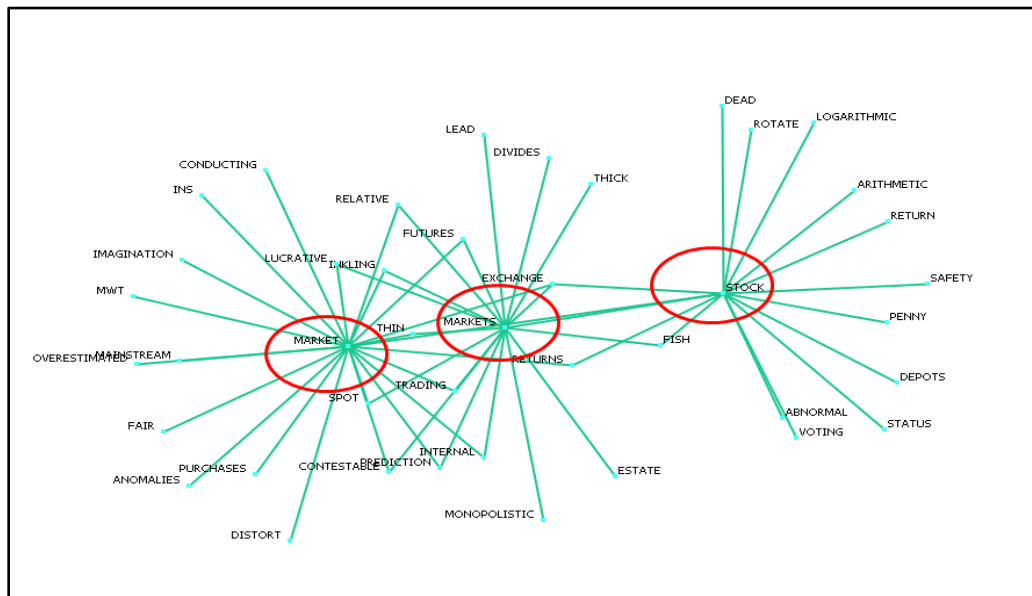 DEAD
LOGARITHMIC
ROTATE
LEAD
DIVIDES
CONDUCTING
THICK
INS
ARITHMETIC
RELATIVE
RETURN
FUTURES
IMAGINATION
LUCRATIVE
INKLING
EXCHANGE
SAFETY
STOCK
MWT
PENNY
MARKETS
THIN
MARKET
FISH
OVERESTIMATED
MAINSTREAM
RETURNS
DEPOTS
TRADING
SPOT
ABNORMAL
FAIR
STATUS
VOTING
INTERNAL
PREDICTION
CONTESTABLE
PURCHASES
ESTATE
ANOMALIES
MONOPOLISTIC
DISTORT